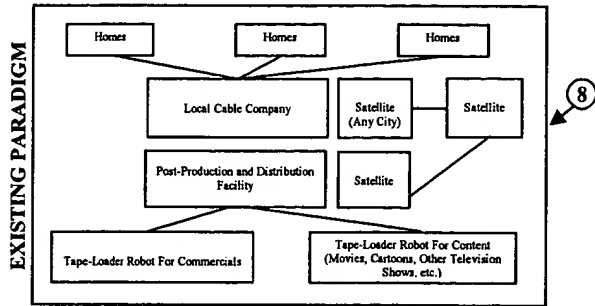 EXISTING PARADIGM
Homes
Homes
Homes
Local Cable Company
Satellite
(Any City)
Satellite
8
Post-Production and Distribution
Facility
Satellite
Tape-Loader Robot For Commercials
Tape-Loader Robot For Content
(Movies, Cartoons, Other Television
Shows, etc.)